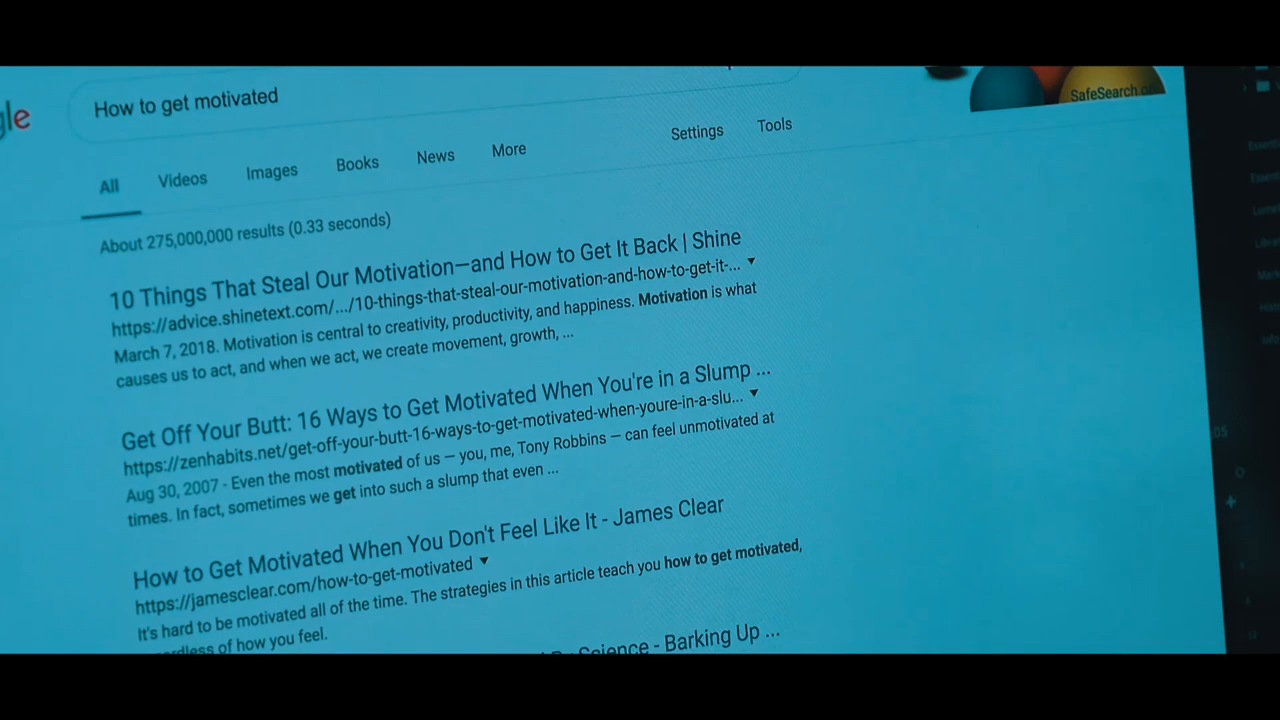 gle
How to get motivated
SafeSearch
All Videos Images Books News More Settings Tools
About 275,000,000 results (0.33 seconds)
10 Things That Steal Our Motivation—and How to Get It Back | Shine
https://advice.shinetext.com/.../10-things-that-steal-our-motivation-and-how-to-get-it-... ▼
March 7, 2018. Motivation is central to creativity, productivity, and happiness. Motivation is what
causes us to act, and when we act, we create movement, growth, ...
Get Off Your Butt: 16 Ways to Get Motivated When You're in a Slump ...
https://zenhabits.net/get-off-your-butt-16-ways-to-get-motivated-when-youre-in-a-slu... ▼
Aug 30, 2007 - Even the most motivated of us — you, me, Tony Robbins — can feel unmotivated at
times. In fact, sometimes we get into such a slump that even ...
How to Get Motivated When You Don't Feel Like It - James Clear
https://jamesclear.com/how-to-get-motivated ▼
It's hard to be motivated all of the time. The strategies in this article teach you how to get motivated,
of how you feel.
Science - Barking Up ...